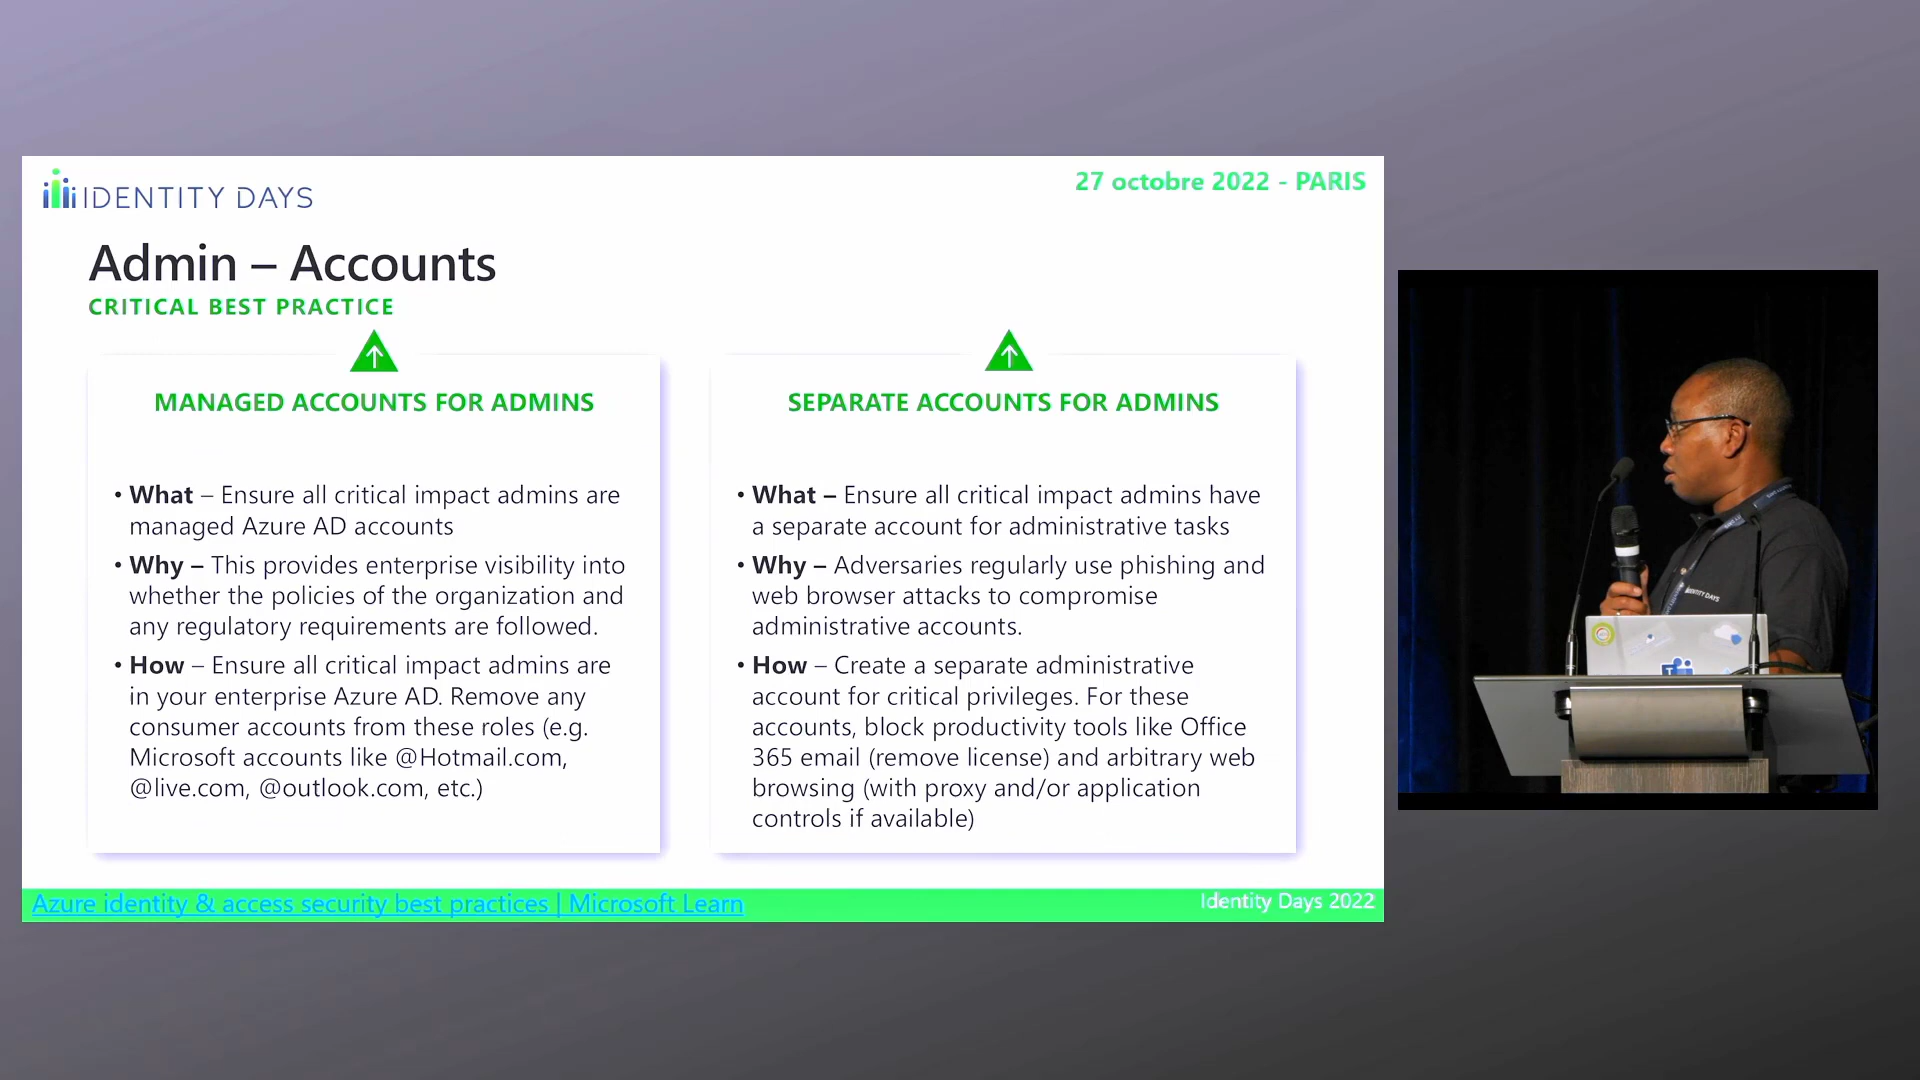 IDENTITY DAYS
27 octobre 2022 - PARIS
Admin – Accounts
CRITICAL BEST PRACTICE
MANAGED ACCOUNTS FOR ADMINS
• What – Ensure all critical impact admins are
managed Azure AD accounts
• Why – This provides enterprise visibility into
whether the policies of the organization and
any regulatory requirements are followed.
• How – Ensure all critical impact admins are
in your enterprise Azure AD. Remove any
consumer accounts from these roles (e.g.
Microsoft accounts like @Hotmail.com,
@live.com, @outlook.com, etc.)
SEPARATE ACCOUNTS FOR ADMINS
• What – Ensure all critical impact admins have
a separate account for administrative tasks
• Why – Adversaries regularly use phishing and
web browser attacks to compromise
administrative accounts.
• How – Create a separate administrative
account for critical privileges. For these
accounts, block productivity tools like Office
365 email (remove license) and arbitrary web
browsing (with proxy and/or application
controls if available)
Azure identity & access security best practices | Microsoft Learn
Identity Days 2022
IDENTITY DAYS